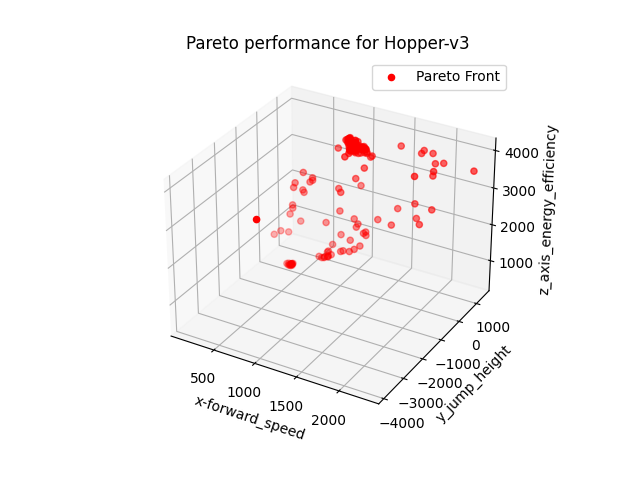 Pareto performance for Hopper-v3
Pareto Front
4000
3000
2000
1000
z_axis_energy_efficiency
1000
0
−1000
−2000
−3000
−4000
y_jump_height
500
1000
1500
2000
x-forward_speed